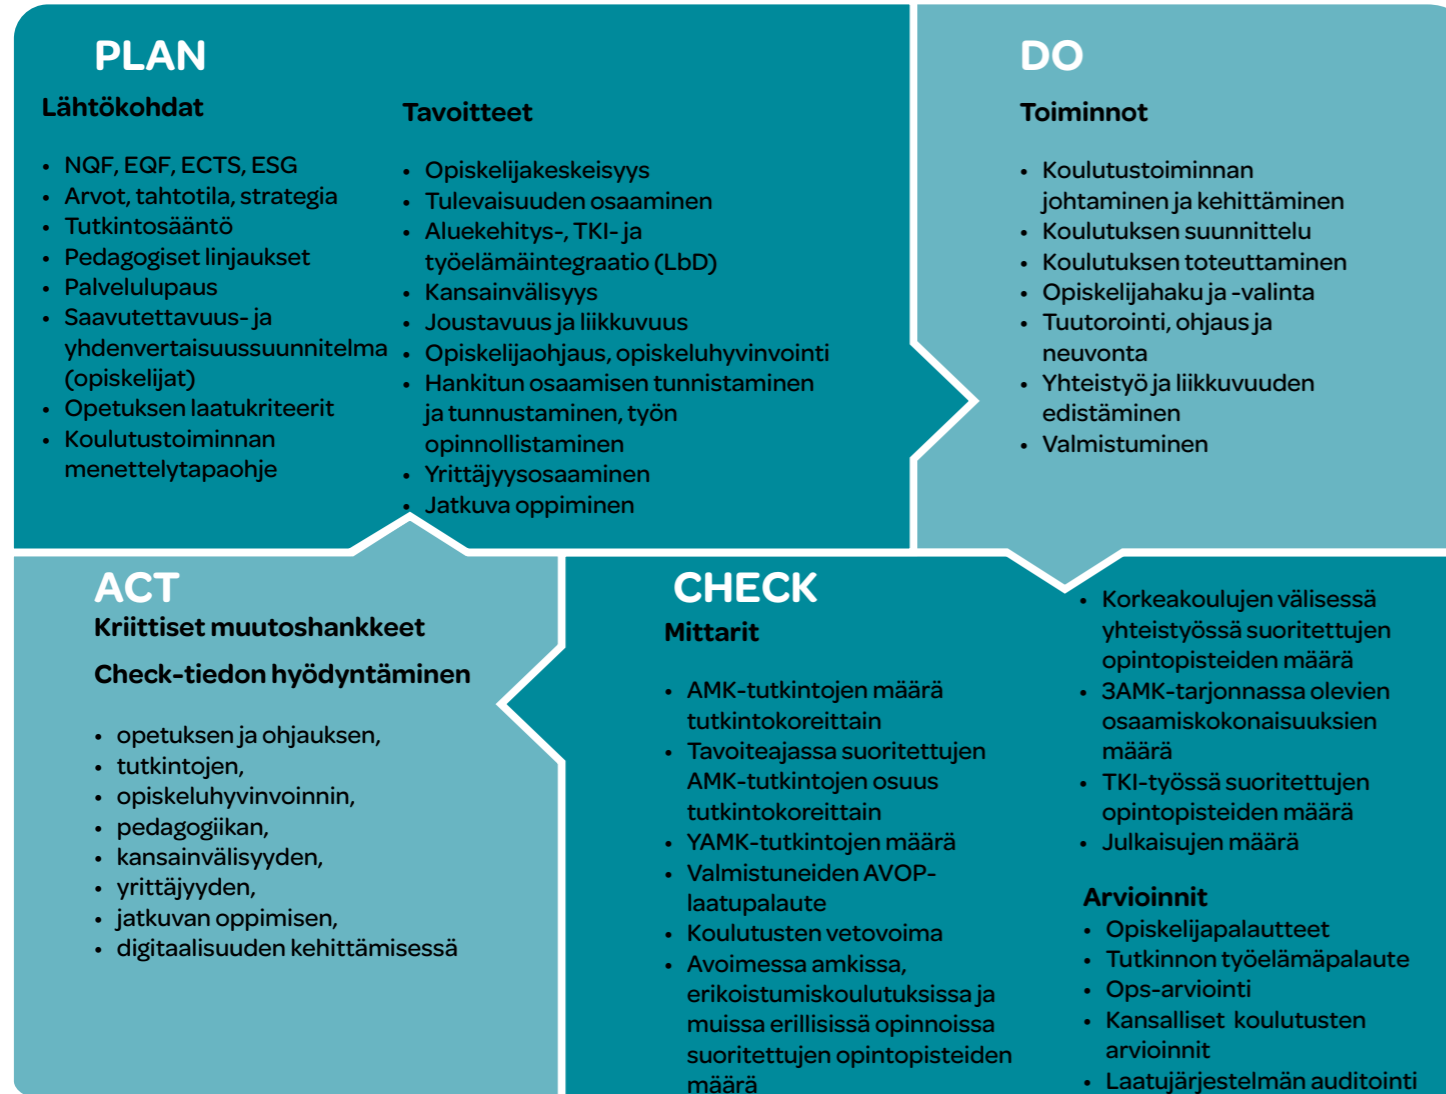 PLAN
Lähtökohdat
• NQF, EQF, ECTS, ESG
• Arvot, tahtotila, strategia
• Tutkintosääntö
• Pedagogiset linjaukset
• Palvelulupaus
• Saavutettavuus- ja
yhdenvertaisuussuunnitelma
(opiskelijat)
• Opetuksen laatukriteerit
• Koulutustoiminnan
menettelytapaohje
Tavoitteet
• Opiskelijakeskeisyys
• Tulevaisuuden osaaminen
• Aluekehitys-, TKI- ja
työelämäintegraatio (LbD)
• Kansainvälisyys
• Joustavuus ja liikkuvuus
• Opiskelijaohjaus, opiskeluhyvinvointi
• Hankitun osaamisen tunnistaminen
ja tunnustaminen, työn
opinnollistaminen
• Yrittäjyysosaaminen
• Jatkuva oppiminen
DO
Toiminnot
• Koulutustoiminnan
johtaminen ja kehittäminen
• Koulutuksen suunnittelu
• Koulutuksen toteuttaminen
• Opiskelijahaku ja -valinta
• Tuutorointi, ohjaus ja
neuvonta
• Yhteistyö ja liikkuvuuden
edistäminen
• Valmistuminen
ACT
Kriittiset muutoshankkeet
Check-tiedon hyödyntäminen
• opetuksen ja ohjauksen,
• tutkintojen,
• opiskeluhyvinvoinnin,
• pedagogiikan,
• kansainvälisyyden,
• yrittäjyyden,
• jatkuvan oppimisen,
• digitaalisuuden kehittämisessä
CHECK
Mittarit
• AMK-tutkintojen määrä
tutkintokoreittain
• Tavoiteajassa suoritettujen
AMK-tutkintojen osuus
tutkintokoreittain
• YAMK-tutkintojen määrä
• Valmistuneiden AVOP-
laatupalaute
• Koulutusten vetovoima
• Avoimessa amkissa,
erikoistumiskoulutuksissa ja
muissa erillisissä opinnoissa
suoritettujen opintopisteiden
määrä
• Korkeakoulujen välisessä
yhteistyössä suoritettujen
opintopisteiden määrä
• 3AMK-tarjonnassa olevien
osaamiskokonaisuuksien
määrä
• TKI-työssä suoritettujen
opintopisteiden määrä
• Julkaisujen määrä
Arvioinnit
• Opiskelijapalautteet
• Tutkinnon työelämäpalaute
• Ops-arviointi
• Kansalliset koulutusten
arvioinnit
• Laatujärjestelmän auditointi